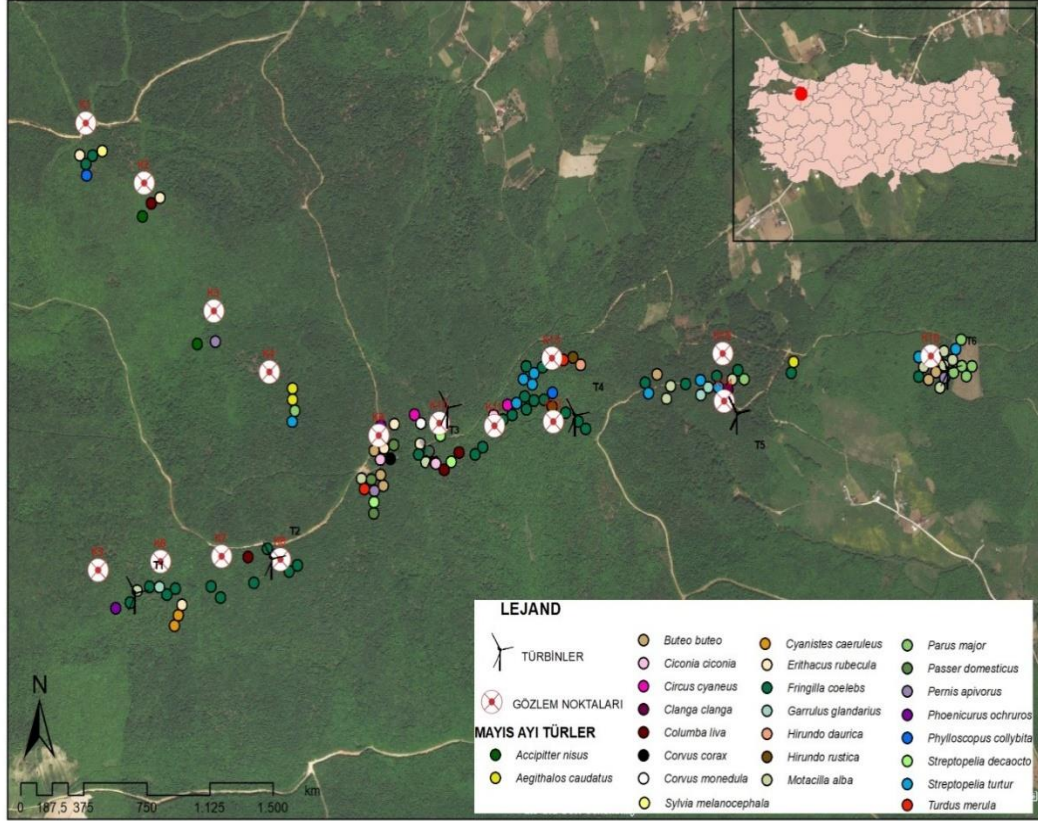 T6
T4
T3
T5
T2
T1
LEJAND
TÜRBİNLER
GÖZLEM NOKTALARI
MAYIS AYI TÜRLER
Accipiter nisus
Aegithalos caudatus
Buteo buteo
Ciconia ciconia
Circus cyaneus
Clanga clanga
Columba liva
Corvus corax
Corvus monedula
Sylvia melanocephala
Cyanistes caeruleus
Erithacus rubecula
Fringilla coelebs
Garrulus glandarius
Hirundo daurica
Hirundo rustica
Motacilla alba
Parus major
Passer domesticus
Pernis apivorus
Phoenicurus ochruros
Phylloscopus collybita
Streptopelia decaocto
Streptopelia turtur
Turdus merula
N
km
0 187,5 375 750 1.125 1.500